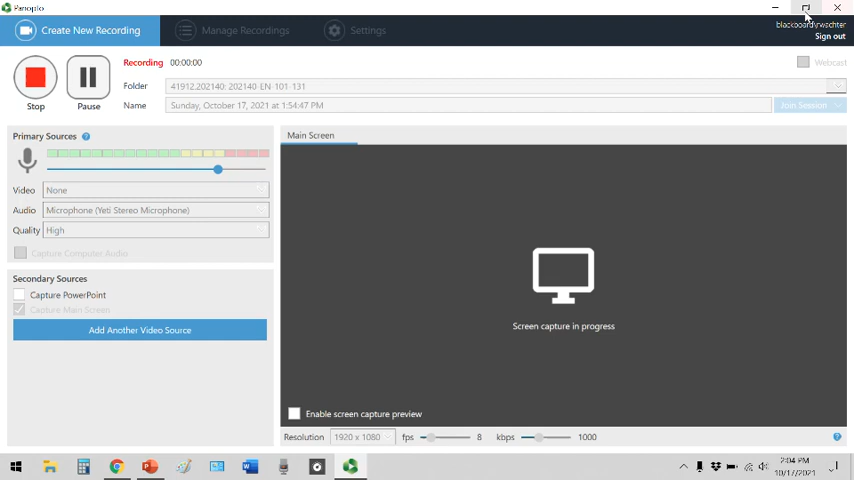 Panopto
Create New Recording
Manage Recordings
Settings
blackboard\rwachter
Sign out
Recording 00:00:00
Webcast
Folder 41912.202140: 202140-EN-101-131
Stop Pause
Name Sunday, October 17, 2021 at 1:54:47 PM
Join Session
Primary Sources ?
Video None
Audio Microphone (Yeti Stereo Microphone)
Quality High
Capture Computer Audio
Secondary Sources
Capture PowerPoint
Capture Main Screen
Add Another Video Source
Main Screen
Screen capture in progress
Enable screen capture preview
Resolution 1920 x 1080 fps 8 kbps 1000 ?
2:04 PM
10/17/2021